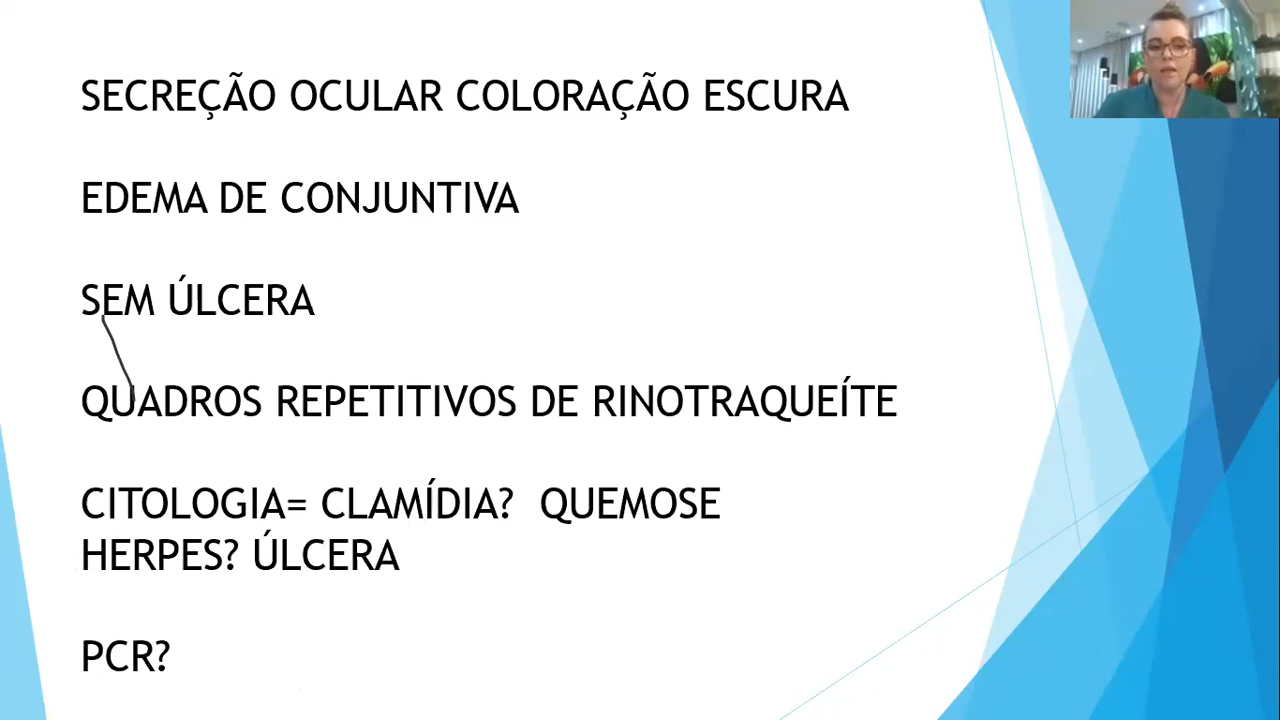 SECREÇÃO OCULAR COLORAÇÃO ESCURA
EDEMA DE CONJUNTIVA
SEM ÚLCERA
QUADROS REPETITIVOS DE RINOTRAQUEÍTE
CITOLOGIA= CLAMÍDIA? QUEMOSE
HERPES? ÚLCERA
PCR?